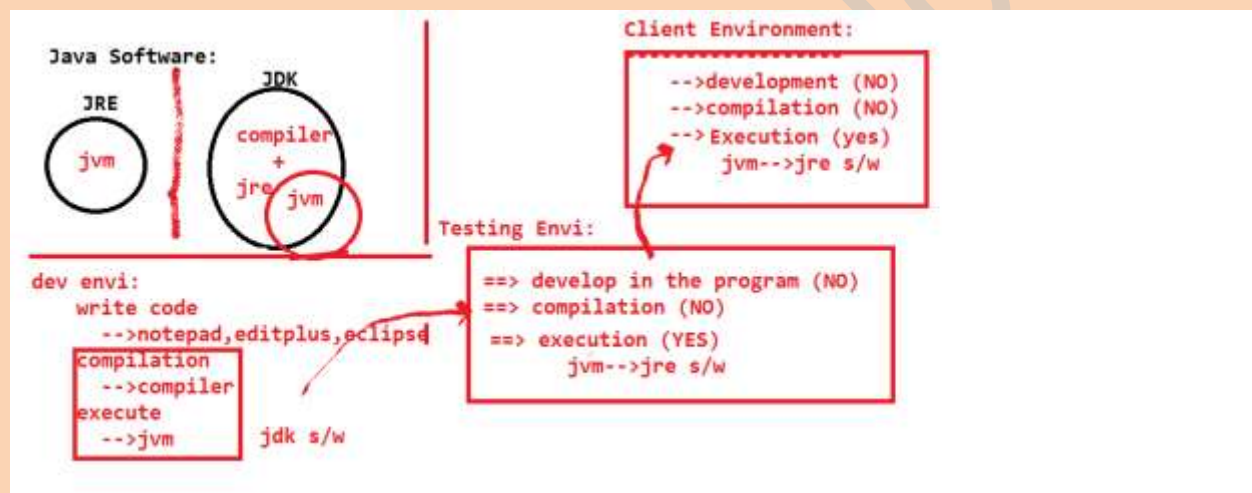 Java Software:
JRE
jvm
JDK
compiler
+
jre
jvm
Client Environment:
-->development (NO)
-->compilation (NO)
-->Execution (yes)
jvm-->jre s/w
Testing Envi:
==> develop in the program (NO)
==> compilation (NO)
==> execution (YES)
jvm-->jre s/w
dev envi:
write code
-->notepad,editplus,eclipse
compilation
-->compiler
execute
-->jvm
jdk s/w